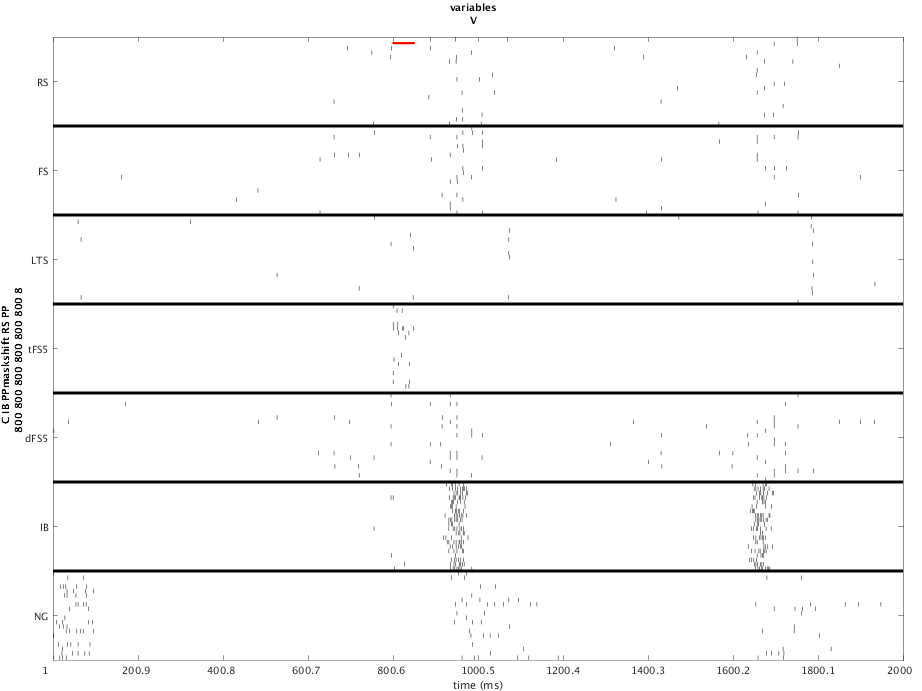 variables
V
RS
FS
LTS
tFS5
dFS5
IB
NG
C IB PPmaskshift RS PP
800 800 800 800 800 800 8
1
200.9
400.8
600.7
800.6
1000.5
1200.4
1400.3
1600.2
1800.1
2000
time (ms)